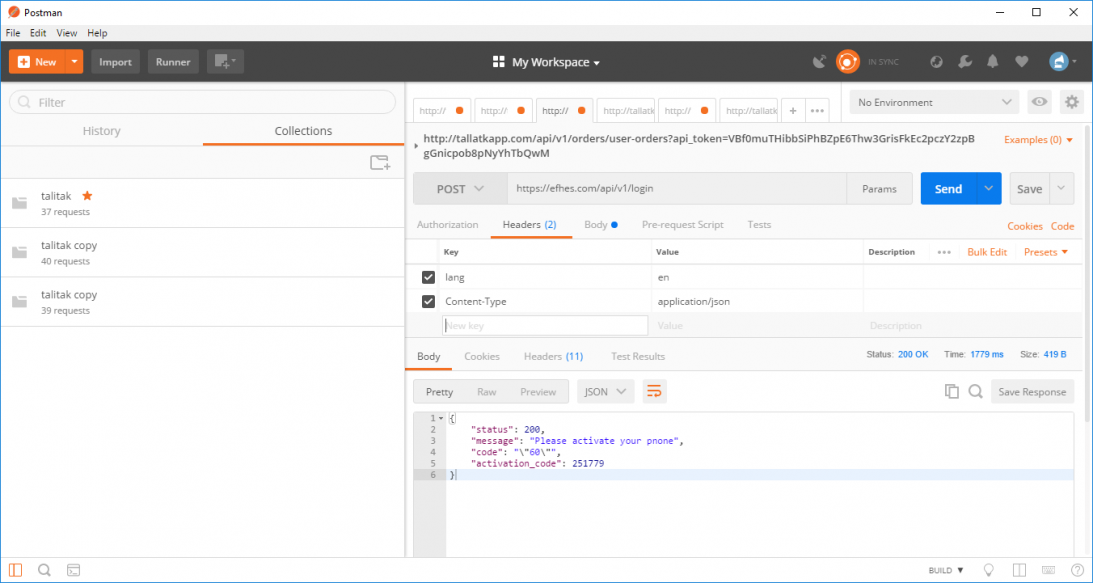 Postman
File Edit View Help
New Import Runner My Workspace IN SYNC
Filter
History Collections
talitak
37 requests
talitak copy
40 requests
talitak copy
39 requests
http:// http:// http:// http://tallatk http:// http://tallatk + •••
No Environment
http://tallatkapp.com/api/v1/orders/user-orders?api_token=VBf0muTHibbSiPhBZpE6Thw3GrisFkEc2pczY2zpB
gGnicpob8pNyYhTbQwM
Examples (0)
POST https://efhes.com/api/v1/login Params Send Save
Authorization Headers (2) Body Pre-request Script Tests Cookies Code
Key Value Description ••• Bulk Edit Presets
lang en
Content-Type application/json
New key Value Description
Body Cookies Headers (11) Test Results Status: 200 OK Time: 1779 ms Size: 419 B
Pretty Raw Preview JSON Save Response
1 {
2 "status": 200,
3 "message": "Please activate your pnone",
4 "code": "\"60\"",
5 "activation_code": 251779
6 }
BUILD